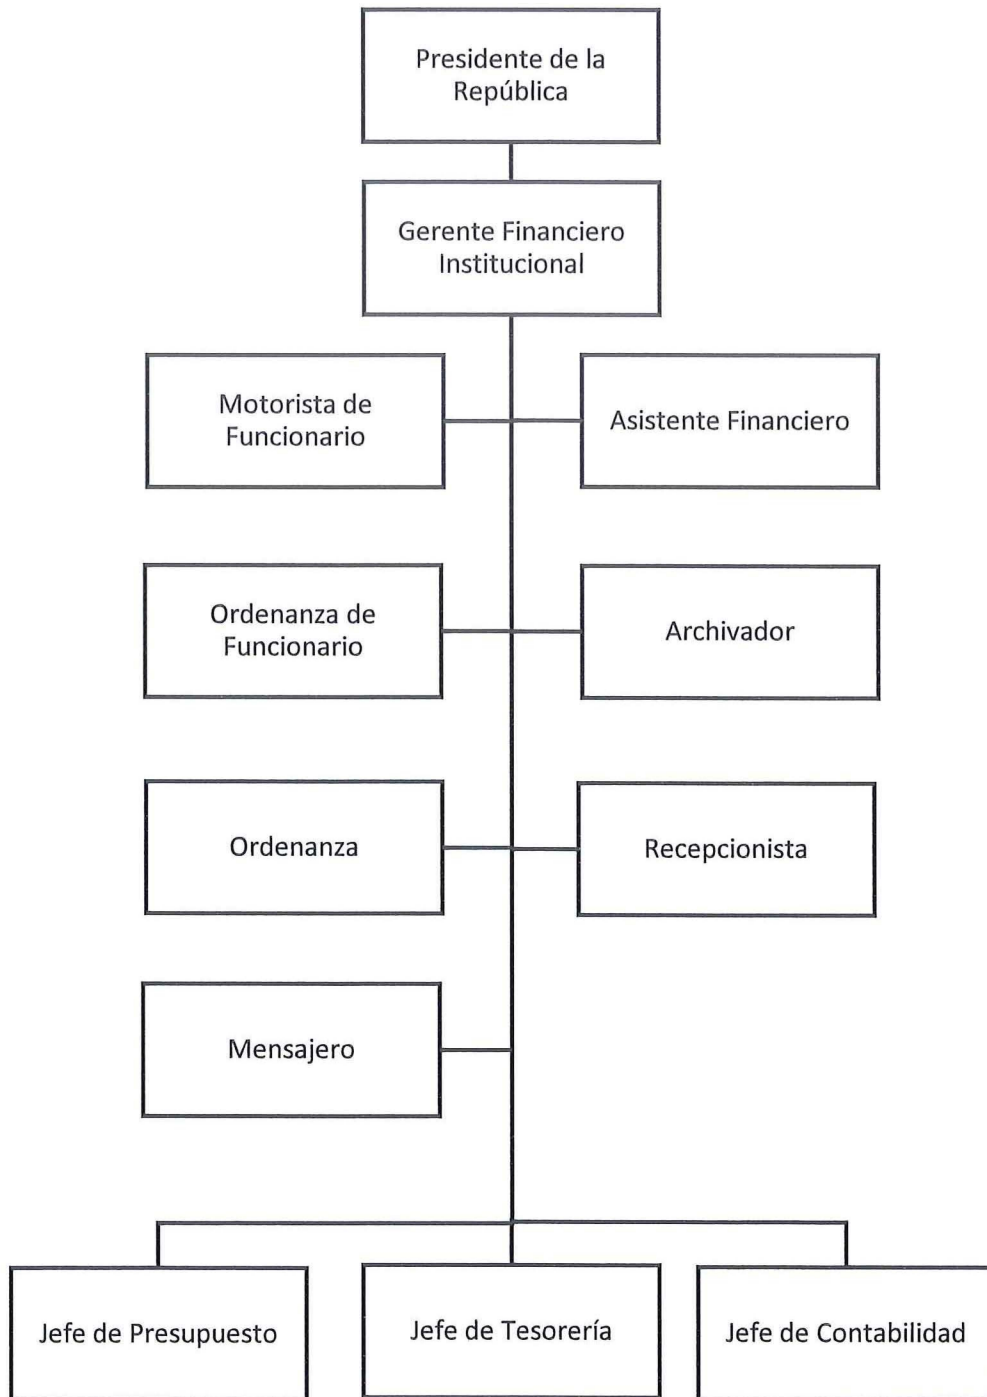 Presidente de la
República
Gerente Financiero
Institucional
Motorista de
Funcionario
Asistente Financiero
Ordenanza de
Funcionario
Archivador
Ordenanza
Recepcionista
Mensajero
Jefe de Presupuesto
Jefe de Tesorería
Jefe de Contabilidad